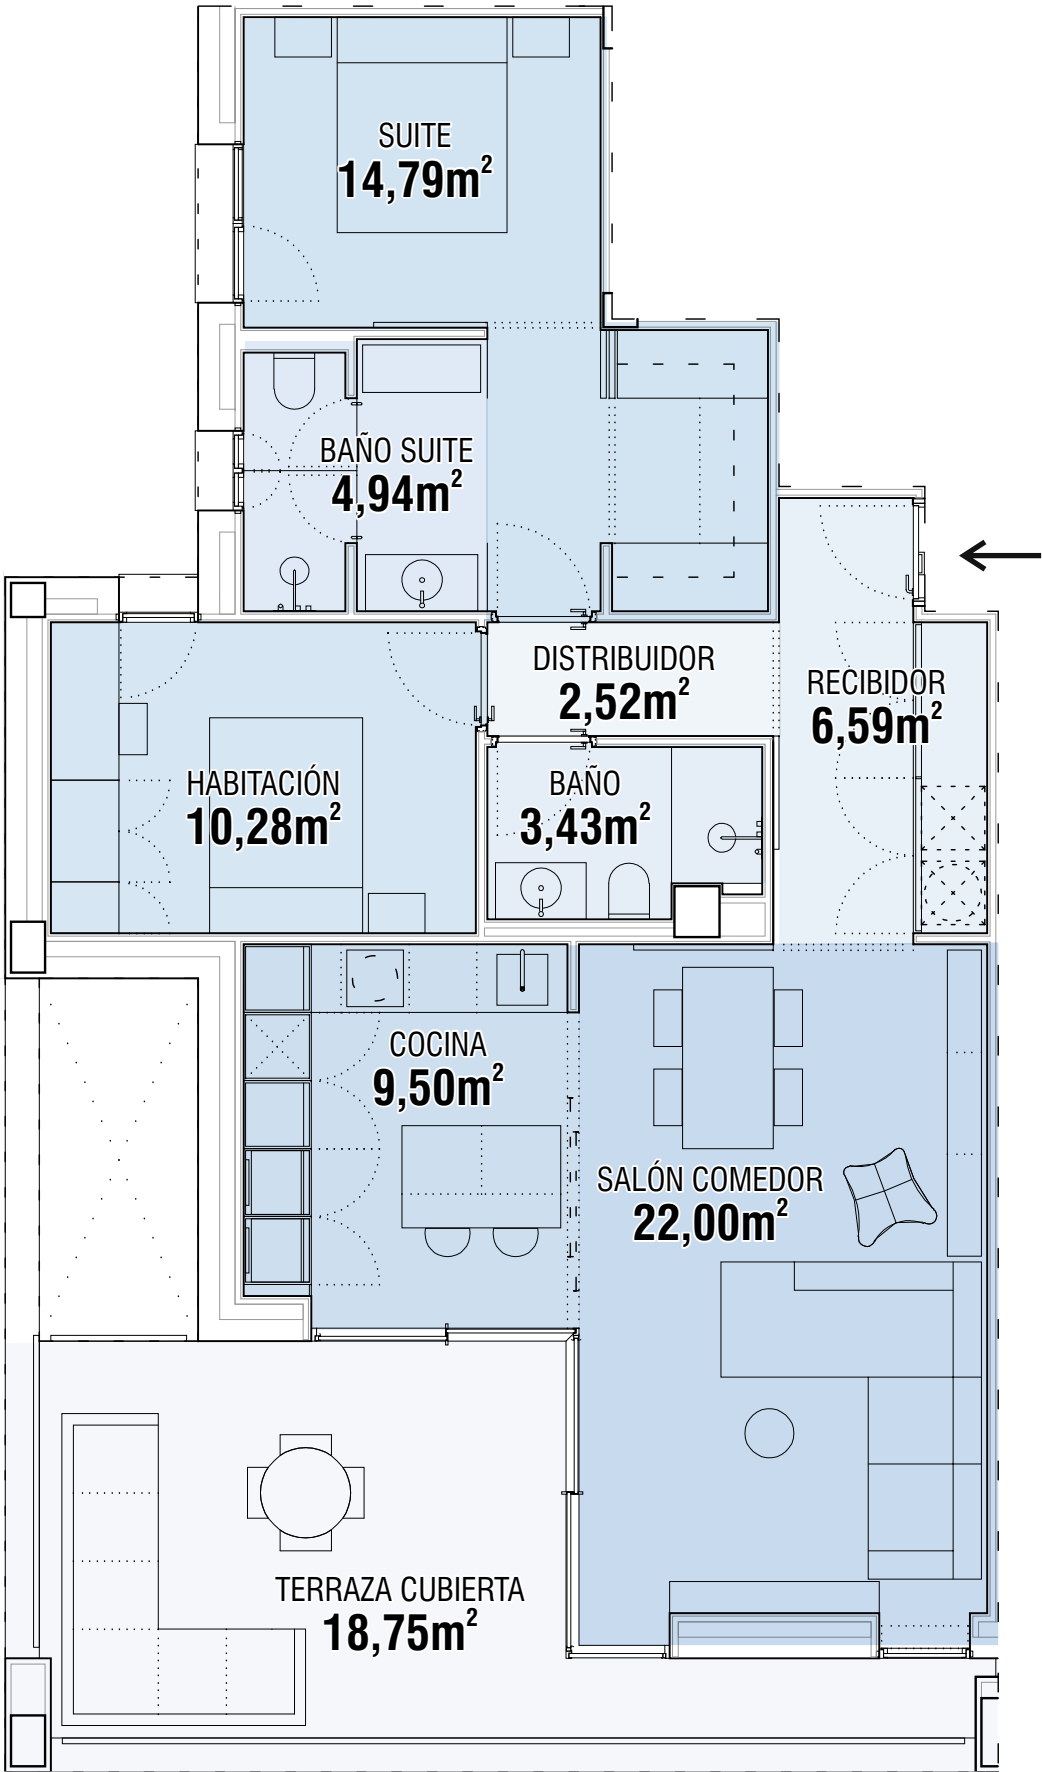 SUITE
14,79m²
BAÑO SUITE
4,94m²
DISTRIBUIDOR
2,52m²
RECIBIDOR
6,59m²
HABITACIÓN
10,28m²
BAÑO
3,43m²
COCINA
9,50m²
SALÓN COMEDOR
22,00m²
TERRAZA CUBIERTA
18,75m²